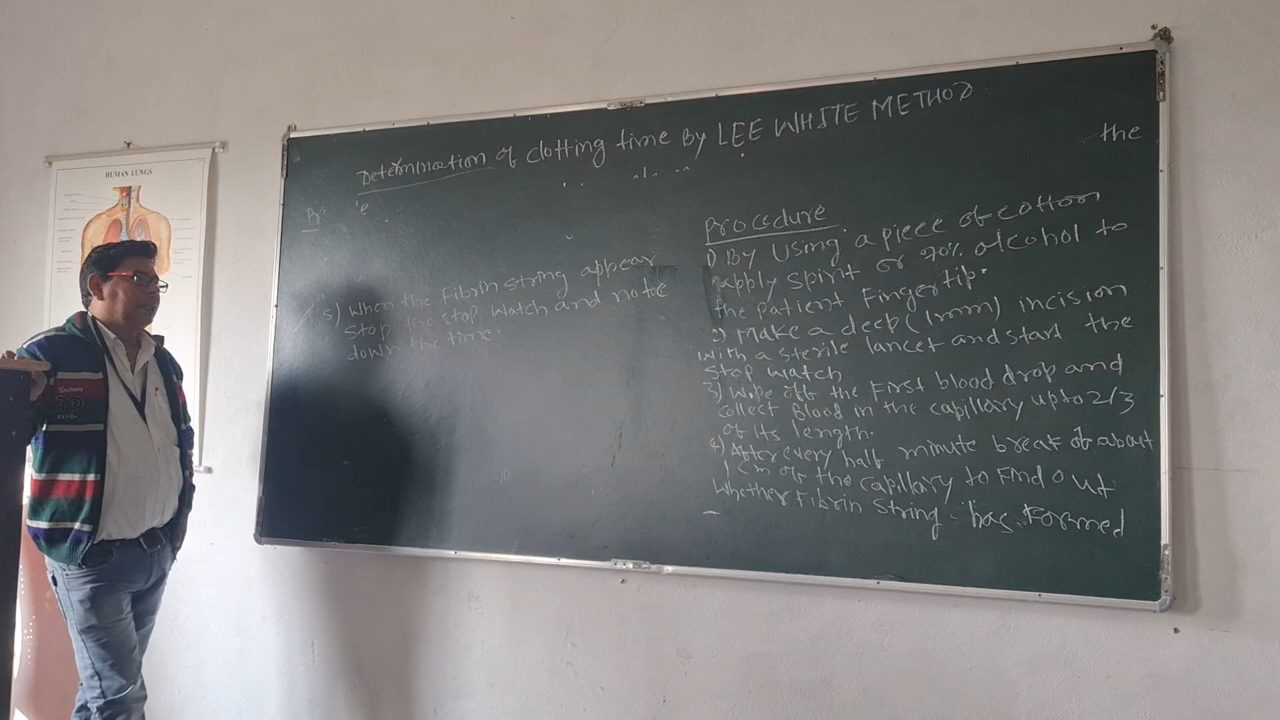 HUMAN LUNGS
Determination of clotting time By LEE WHITE METHOD
the
Procedure
1) By Using a piece of cotton
apply spirit or 70% alcohol to
the patient Fingertip.
2) Make a deep (1mm) incision
with a sterile lancet and start the
stop watch
3) Wipe off the First blood drop and
collect Blood in the capillary up to 2/3
of its length.
4) After every half minute break of about
1 cm of the capillary to Find out
Whether Fibrin String has Formed
5) When the Fibrin string appear
stop the stop watch and note
down the time